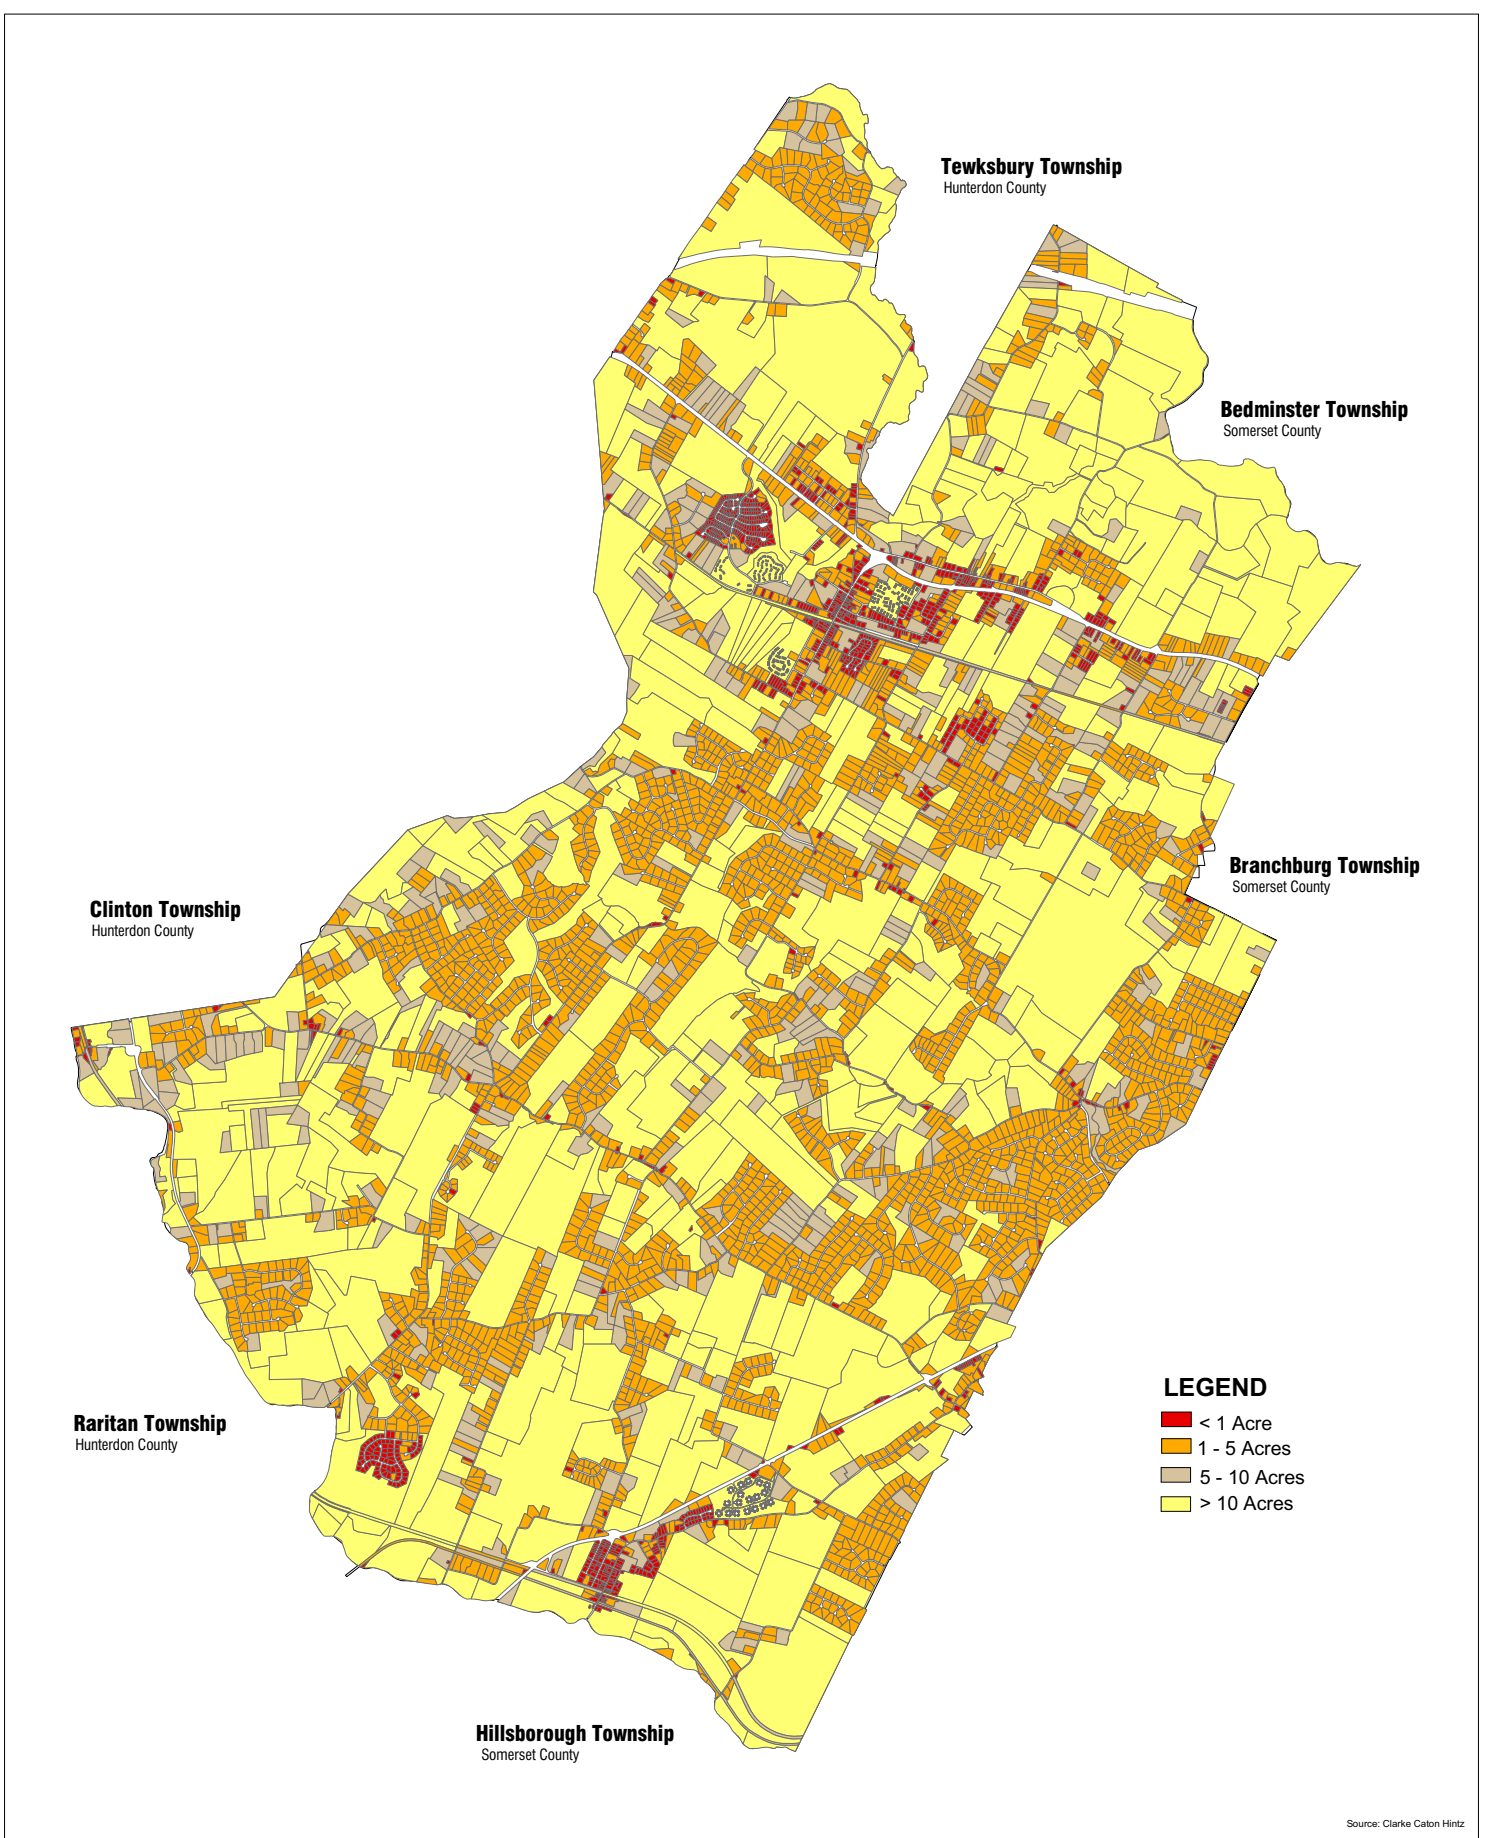 Tewksbury Township
Hunterdon County
Bedminster Township
Somerset County
Branchburg Township
Somerset County
Clinton Township
Hunterdon County
LEGEND
< 1 Acre
1 - 5 Acres
5 - 10 Acres
> 10 Acres
Raritan Township
Hunterdon County
Hillsborough Township
Somerset County
Source: Clarke Caton Hintz